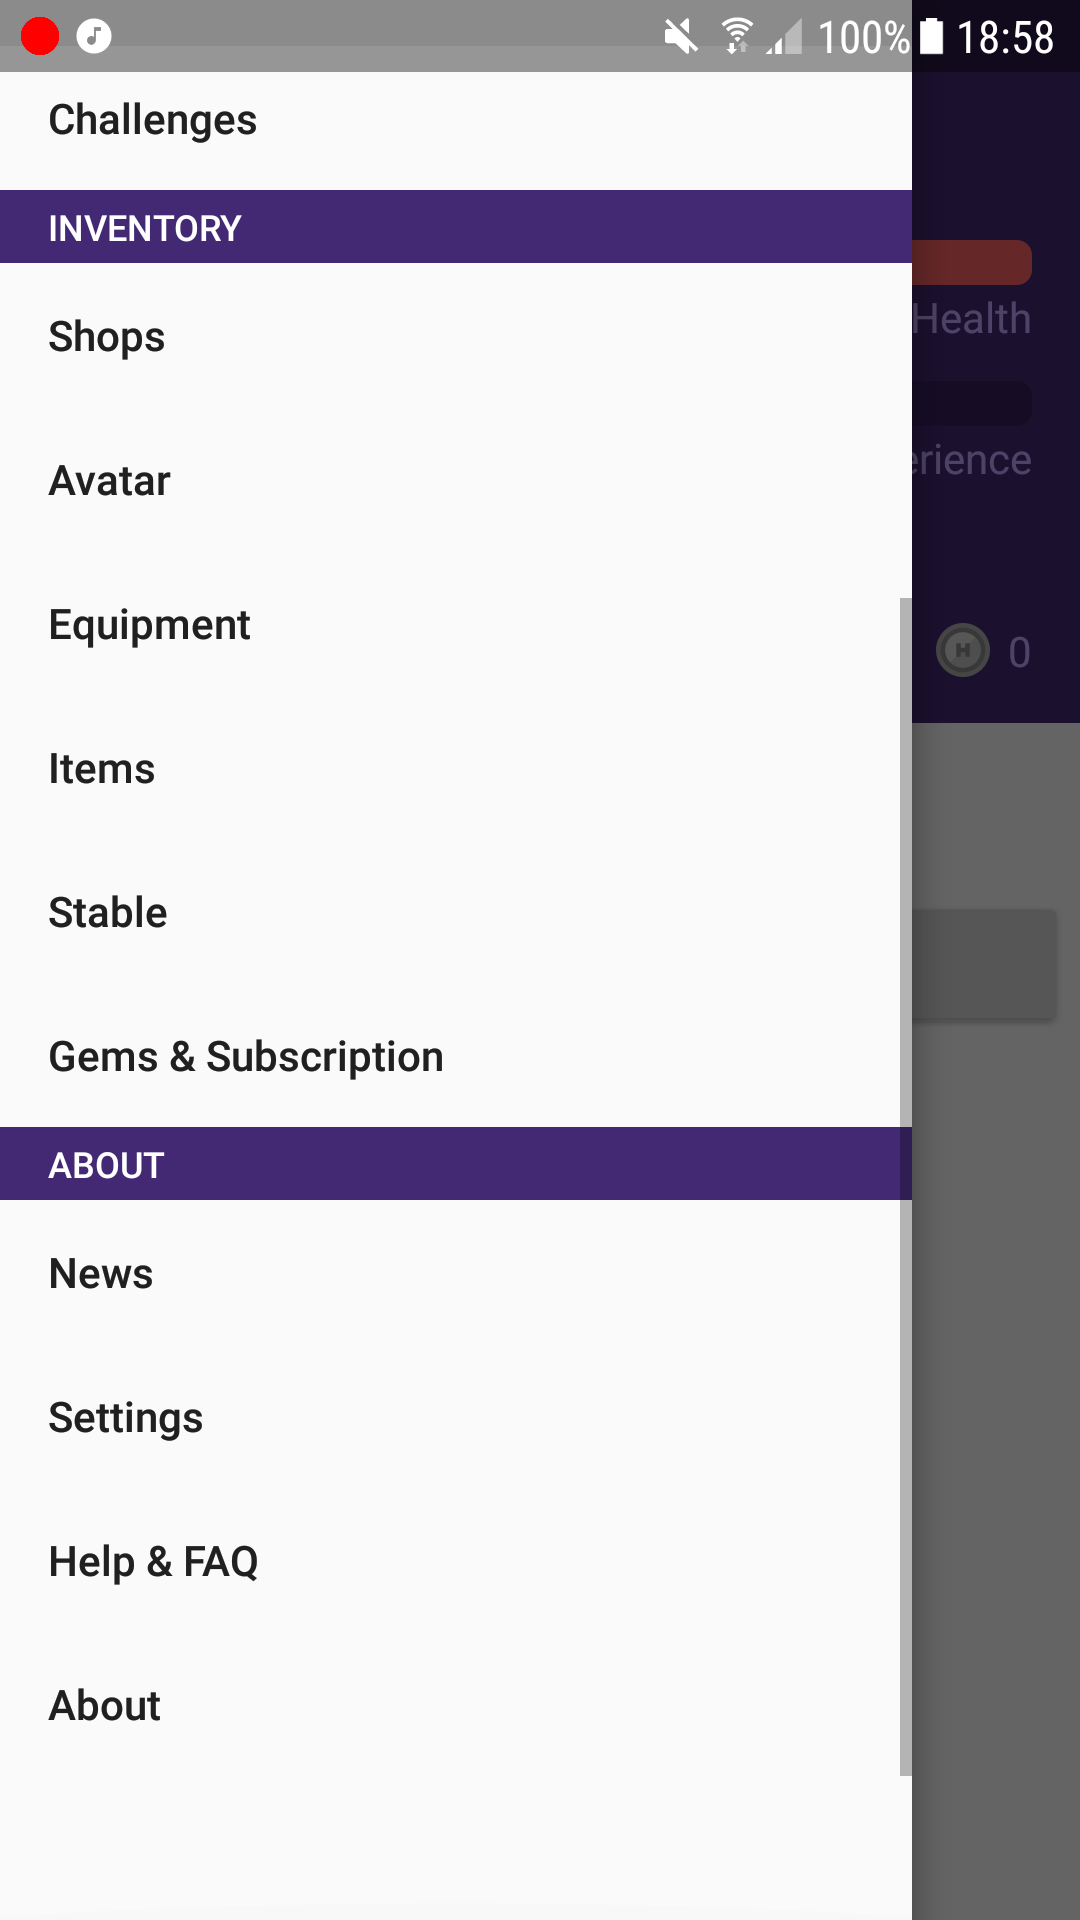 100% 18:58
Challenges
INVENTORY
Health
Shops
erience
Avatar
Equipment
0
Items
Stable
Gems & Subscription
ABOUT
News
Settings
Help & FAQ
About